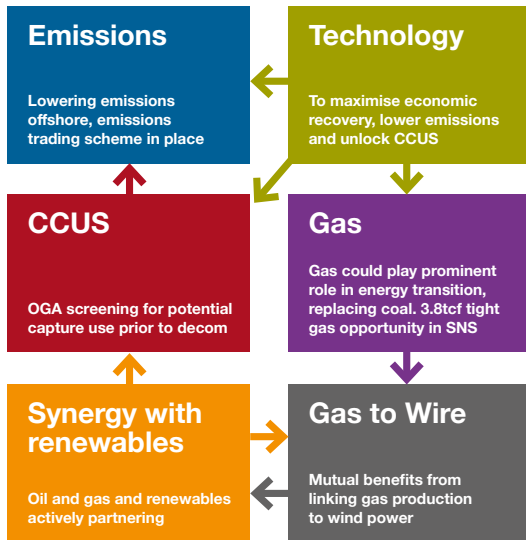 Emissions
Lowering emissions
offshore, emissions
trading scheme in place
Technology
To maximise economic
recovery, lower emissions
and unlock CCUS
CCUS
OGA screening for potential
capture use prior to decom
Gas
Gas could play prominent
role in energy transition,
replacing coal. 3.8tcf tight
gas opportunity in SNS
Synergy with
renewables
Oil and gas and renewables
actively partnering
Gas to Wire
Mutual benefits from
linking gas production
to wind power